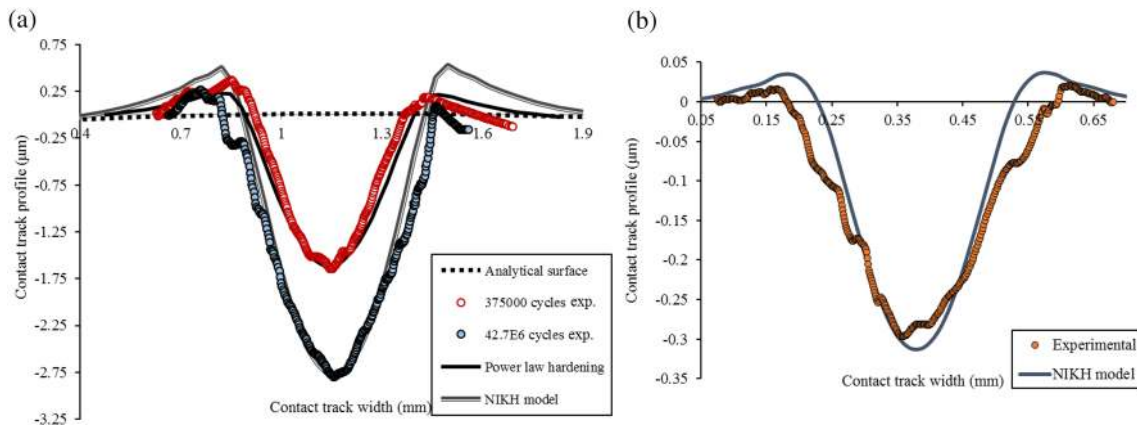 (a)
0.75
0.25
-0.25
-0.75
-1.25
-1.75
-2.25
-2.75
-3.25
0.4
0.7
1
1.3
1.6
1.9
Contact track profile (μm)
Contact track width (mm)
Analytical surface
375000 cycles exp.
42.7E6 cycles exp.
Power law hardening
NIKH model
(b)
0.05
0
-0.05
-0.1
-0.15
-0.2
-0.25
-0.3
-0.35
0.05
0.15
0.25
0.35
0.45
0.55
0.65
Contact track profile (μm)
Contact track width (mm)
Experimental
NIKH model